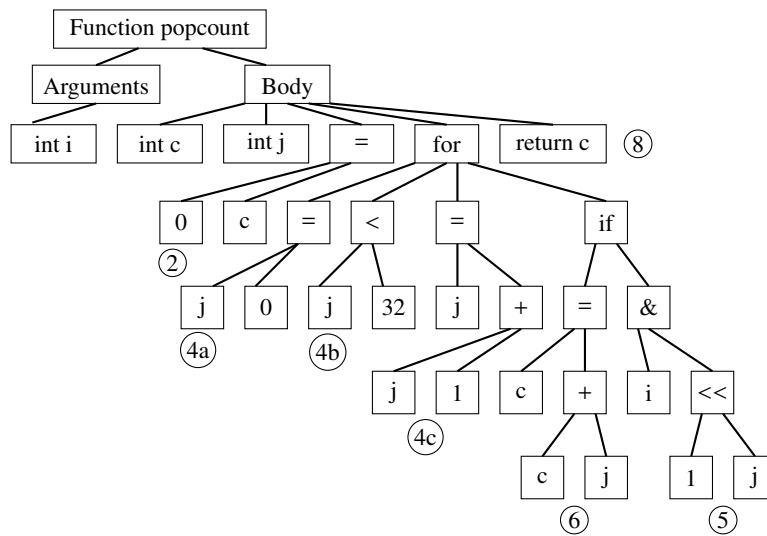 Function popcount
Arguments Body
int i int c int j = for return c 8
0 c = < = if
2
j 0 j 32 j + = &
4a 4b
j 1 c + i <<
4c
c j 1 j
6 5